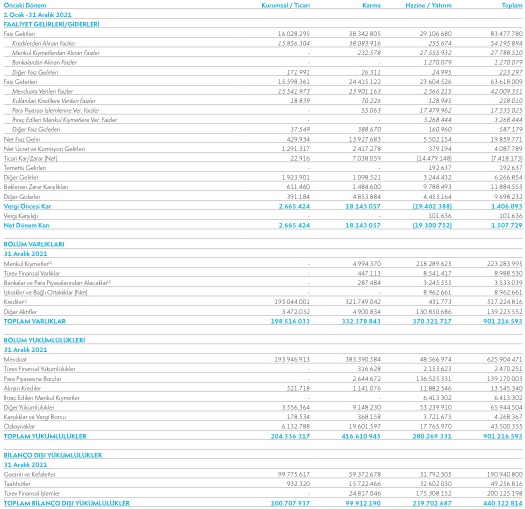 Önceki Dönem Kurumsal / Ticari Karma Hazine / Yatırım Toplam
1 Ocak -31 Aralık 2021
FAALİYET GELİRLERİ/GİDERLERİ
Faiz Gelirleri 16.028.295 38.342.805 29.106.680 83.477.780
Kredilerden Alınan Faizler 15.856.304 38.083.916 255.674 54.195.894
Menkul Kıymetlerden Alınan Faizler - 232.578 27.555.932 27.788.510
Bankalardan Alınan Faizler - - 1.270.079 1.270.079
Diğer Faiz Gelirleri 171.991 26.311 24.995 223.297
Faiz Giderleri 15.598.361 24.415.122 23.604.526 63.618.009
Mevduata Verilen Faizler 15.541.973 23.901.163 2.566.215 42.009.351
Kullanılan Kredilere Verilen Faizler 18.839 70.226 128.945 218.010
Para Piyasası İşlemlerine Ver. Faizler - 55.063 17.479.962 17.535.025
İhraç Edilen Menkul Kıymetlere Ver. Faizler - - 3.268.444 3.268.444
Diğer Faiz Giderleri 37.549 388.670 160.960 587.179
Net Faiz Geliri 429.934 13.927.683 5.502.154 19.859.771
Net Ücret ve Komisyon Gelirleri 1.291.317 2.417.278 379.194 4.087.789
Ticari Kar/Zarar (Net) 22.916 7.038.059 (14.479.148) (7.418.173)
Temettü Gelirleri - - 192.637 192.637
Diğer Gelirler 1.923.901 1.098.521 3.244.432 6.266.854
Beklenen Zarar Karşılıkları 611.460 1.484.600 9.788.493 11.884.553
Diğer Giderler 391.184 4.853.884 4.453.164 9.698.232
Vergi Öncesi Kar 2.665.424 18.143.057 (19.402.388) 1.406.093
Vergi Karşılığı - - 101.636 101.636
Net Dönem Karı 2.665.424 18.143.057 (19.300.752) 1.507.729
BÖLÜM VARLIKLARI
31 Aralık 2021
Menkul Kıymetler - 4.994.370 218.289.625 223.283.995
Türev Finansal Varlıklar - 447.113 8.541.417 8.988.530
Bankalar ve Para Piyasalarından Alacaklar - 287.484 3.245.555 3.533.039
İştirakler ve Bağlı Ortaklıklar (Net) - - 8.962.661 8.962.661
Krediler 195.044.001 321.749.042 431.773 517.224.816
Diğer Aktifler 3.472.032 4.900.834 130.850.686 139.223.552
TOPLAM VARLIKLAR 198.516.033 332.378.843 370.321.717 901.216.593
BÖLÜM YÜKÜMLÜLÜKLERİ
31 Aralık 2021
Mevduat 193.946.913 383.390.584 48.566.974 625.904.471
Türev Finansal Yükümlülükler - 316.628 2.153.623 2.470.251
Para Piyasasına Borçlar - 2.644.672 136.525.331 139.170.003
Alınan Krediler 521.718 1.141.076 11.882.546 13.545.340
İhraç Edilen Menkul Kıymetler - - 6.413.302 6.413.302
Diğer Yükümlülükler 3.556.364 9.148.230 53.239.910 65.944.504
Karşılıklar ve Vergi Borcu 178.534 368.158 3.721.675 4.268.367
Özkaynaklar 6.132.788 19.601.597 17.765.970 43.500.355
TOPLAM YÜKÜMLÜLÜKLER 204.336.317 416.610.945 280.269.331 901.216.593
BİLANÇO DIŞI YÜKÜMLÜLÜKLER
31 Aralık 2021
Garanti ve Kefaletler 99.775.617 59.372.678 31.792.505 190.940.800
Taahhütler 932.320 15.722.466 32.602.030 49.256.816
Türev Finansal İşlemler - 24.817.046 175.308.152 200.125.198
TOPLAM BİLANÇO DIŞI YÜKÜMLÜLÜKLER 100.707.937 99.912.190 239.702.687 440.322.814